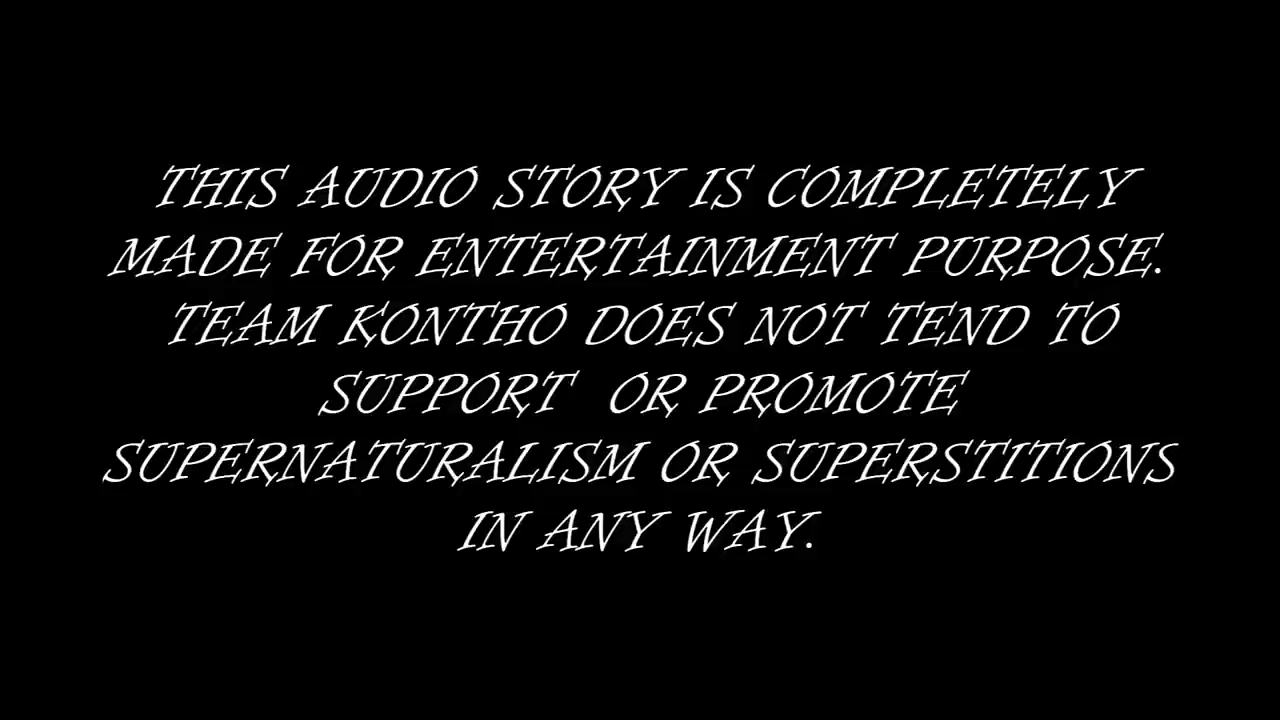 THIS AUDIO STORY IS COMPLETELY
MADE FOR ENTERTAINMENT PURPOSE.
TEAM KONTHO DOES NOT TEND TO
SUPPORT OR PROMOTE
SUPERNATURALISM OR SUPERSTITIONS
IN ANY WAY.